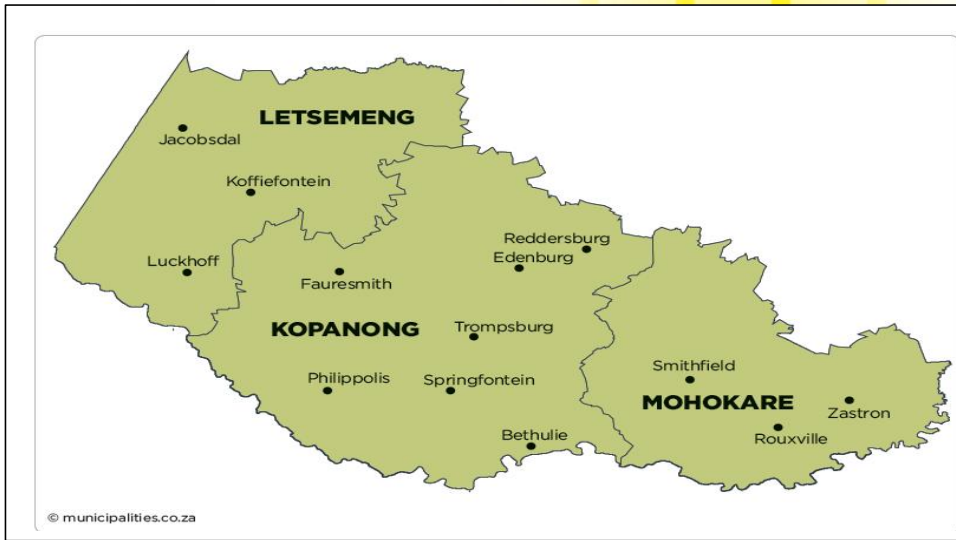 LETSEMENG
Jacobsdal
Koffiefontein
Reddersburg
Edenburg
Luckhoff
Fauresmith
KOPANONG
Trompsburg
Smithfield
Philippolis
Springfontein
MOHOKARE
Zastron
Rouxville
Bethulie
© municipalities.co.za